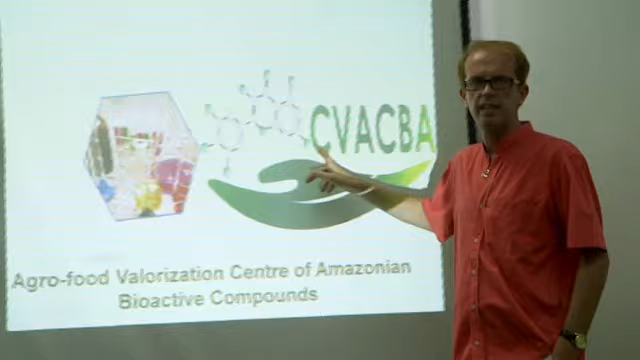 CVACBA
Agro-food Valorization Centre of Amazonian
Bioactive Compounds